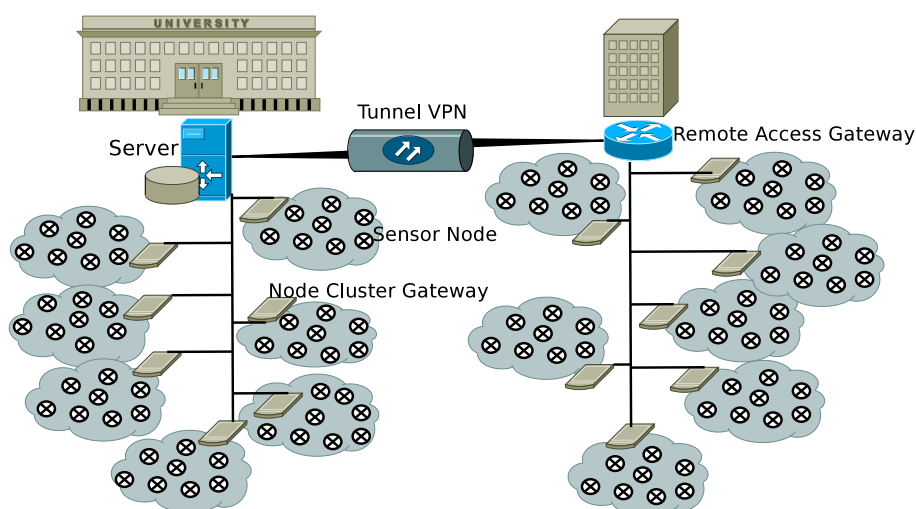 UNIVERSITY
Tunnel VPN
Server
Remote Access Gateway
Sensor Node
Node Cluster Gateway